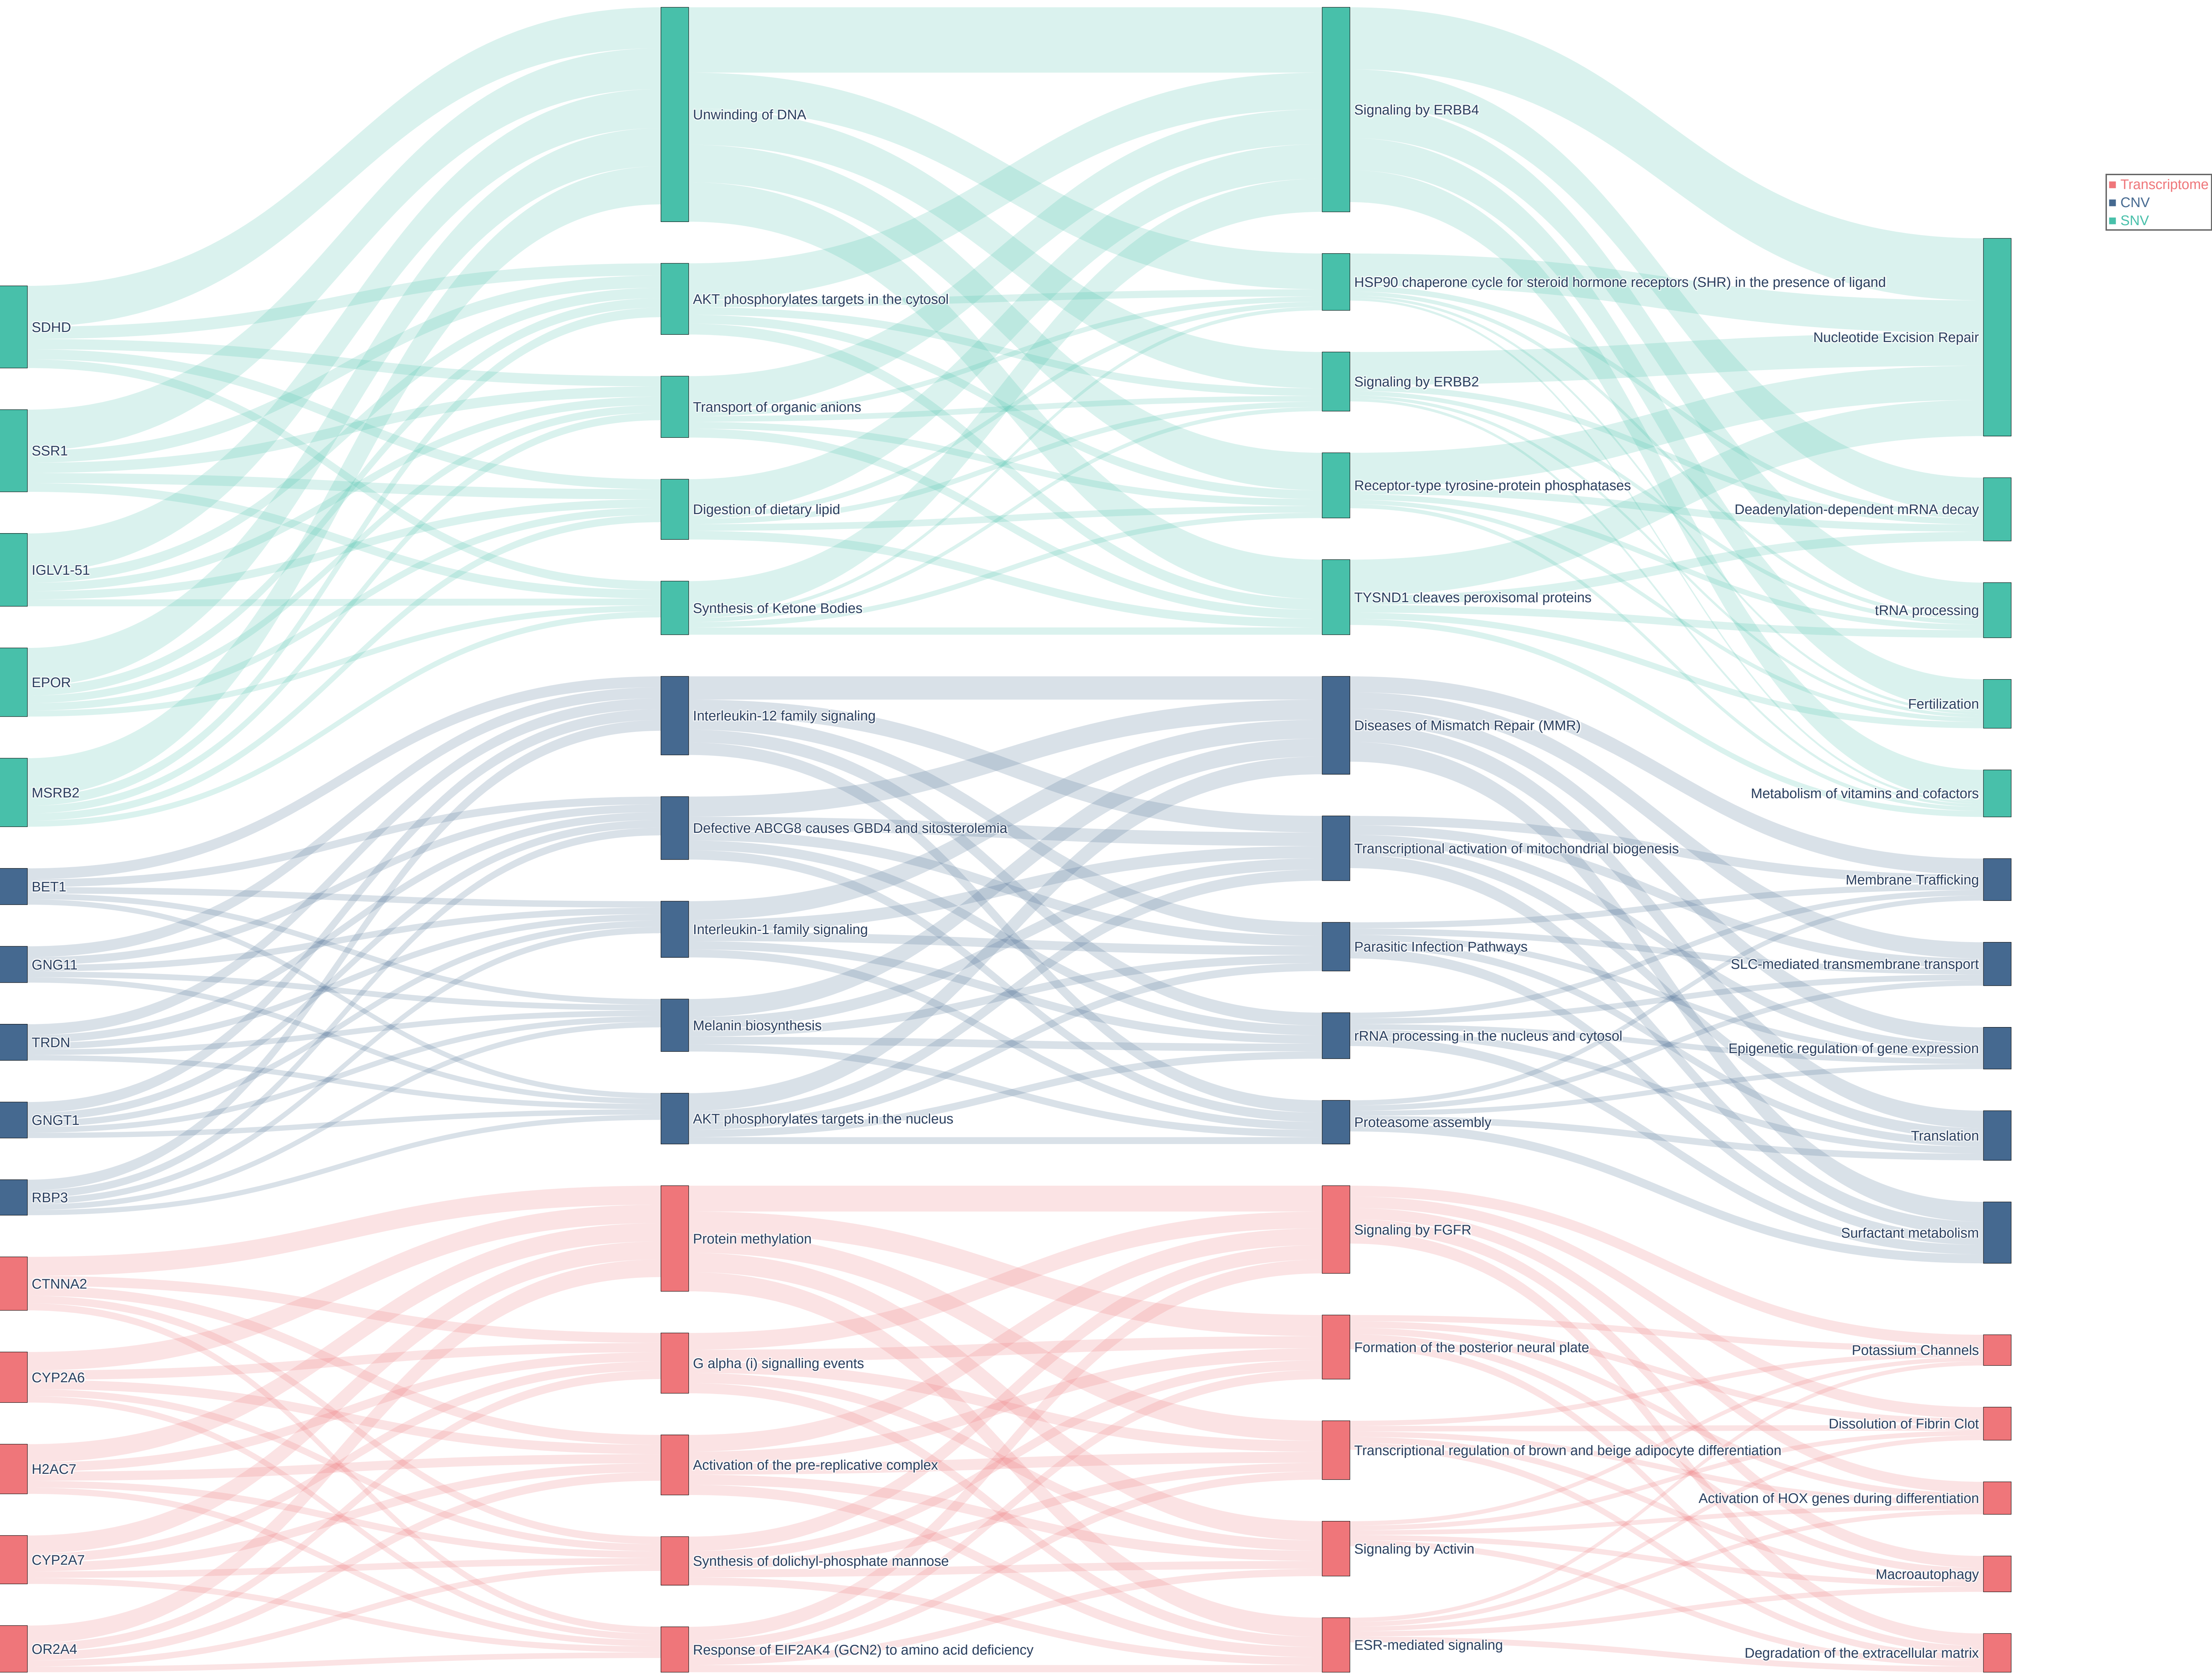 SDHD
SSR1
IGLV1-51
EPOR
MSRB2
BET1
GNG11
TRDN
GNGT1
RBP3
CTNNA2
CYP2A6
H2AC7
CYP2A7
OR2A4
Unwinding of DNA
AKT phosphorylates targets in the cytosol
Transport of organic anions
Digestion of dietary lipid
Synthesis of Ketone Bodies
Interleukin-12 family signaling
Defective ABCG8 causes GBD4 and sitosterolemia
Interleukin-1 family signaling
Melanin biosynthesis
AKT phosphorylates targets in the nucleus
Protein methylation
G alpha (i) signalling events
Activation of the pre-replicative complex
Synthesis of dolichyl-phosphate mannose
Response of EIF2AK4 (GCN2) to amino acid deficiency
Signaling by ERBB4
HSP90 chaperone cycle for steroid hormone receptors (SHR) in the presence of ligand
Signaling by ERBB2
Receptor-type tyrosine-protein phosphatases
TYSND1 cleaves peroxisomal proteins
Diseases of Mismatch Repair (MMR)
Transcriptional activation of mitochondrial biogenesis
Parasitic Infection Pathways
rRNA processing in the nucleus and cytosol
Proteasome assembly
Signaling by FGFR
Formation of the posterior neural plate
Transcriptional regulation of brown and beige adipocyte differentiation
Signaling by Activin
ESR-mediated signaling
Nucleotide Excision Repair
Deadenylation-dependent mRNA decay
tRNA processing
Fertilization
Metabolism of vitamins and cofactors
Membrane Trafficking
SLC-mediated transmembrane transport
Epigenetic regulation of gene expression
Translation
Surfactant metabolism
Potassium Channels
Dissolution of Fibrin Clot
Activation of HOX genes during differentiation
Macroautophagy
Degradation of the extracellular matrix
Transcriptome
CNV
SNV